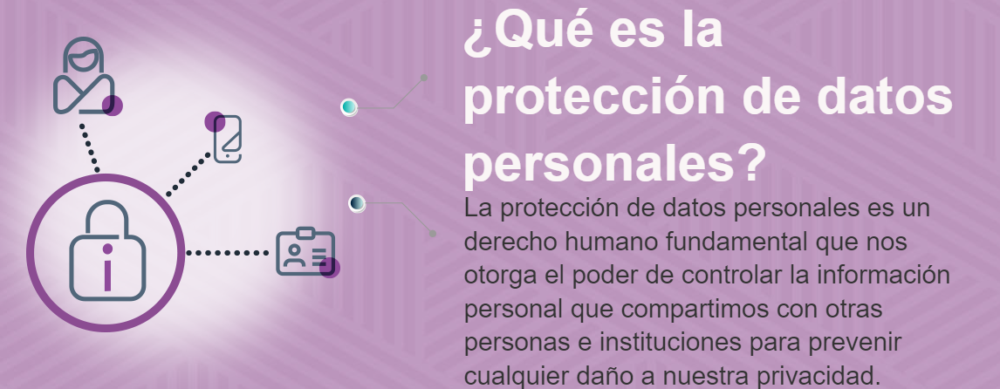 ¿Qué es la
protección de datos
personales?
La protección de datos personales es un
derecho humano fundamental que nos
otorga el poder de controlar la información
personal que compartimos con otras
personas e instituciones para prevenir
cualquier daño a nuestra privacidad.